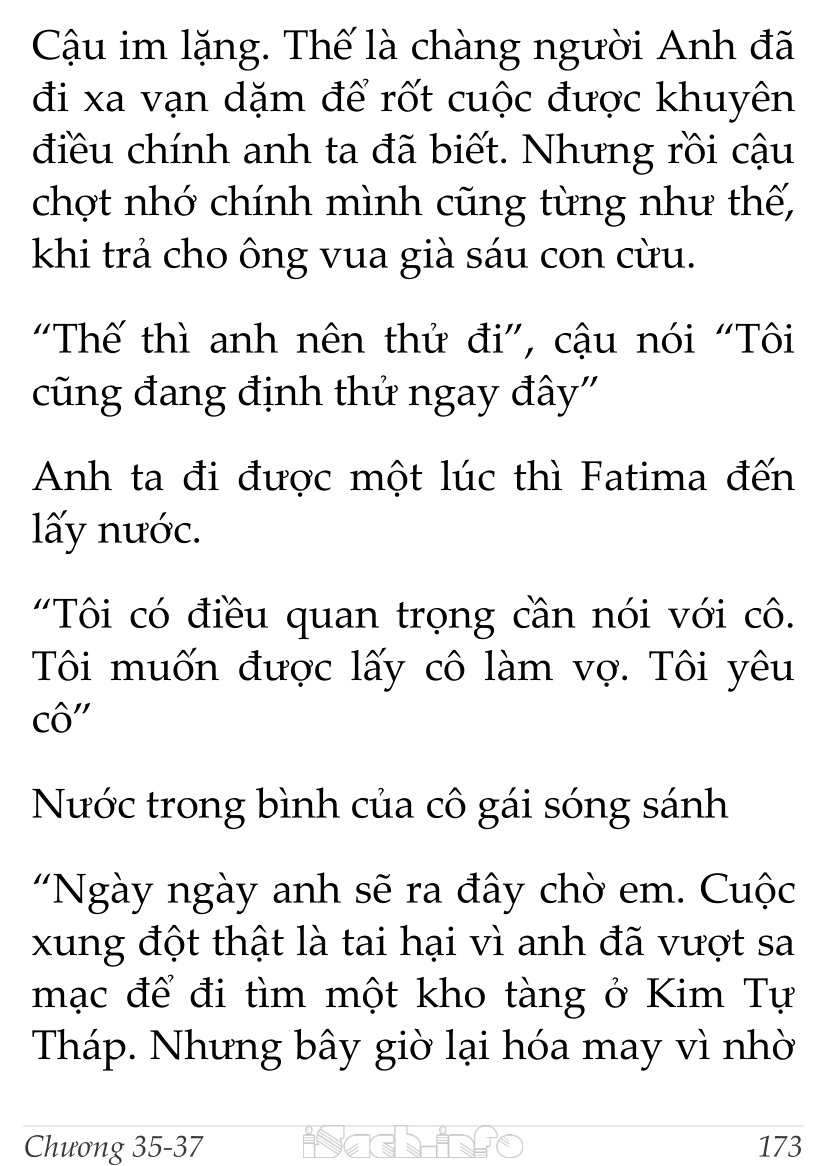 Cậu im lặng. Thế là chàng người Anh đã
đi xa vạn dặm để rốt cuộc được khuyên
điều chính anh ta đã biết. Nhưng rồi cậu
chợt nhớ chính mình cũng từng như thế,
khi trả cho ông vua già sáu con cừu.
“Thế thì anh nên thử đi”, cậu nói “Tôi
cũng đang định thử ngay đây”
Anh ta đi được một lúc thì Fatima đến
lấy nước.
“Tôi có điều quan trọng cần nói với cô.
Tôi muốn được lấy cô làm vợ. Tôi yêu
cô”
Nước trong bình của cô gái sóng sánh
“Ngày ngày anh sẽ ra đây chờ em. Cuộc
xung đột thật là tai hại vì anh đã vượt sa
mạc để đi tìm một kho tàng ở Kim Tự
Tháp. Nhưng bây giờ lại hóa may vì nhờ
Chương 35-37 iSach.info 173